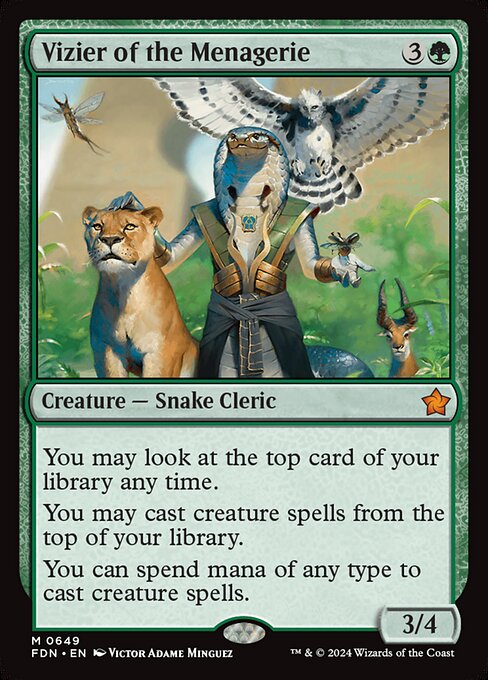 Vizier of the Menagerie 3
Creature — Snake Cleric
You may look at the top card of your
library any time.
You may cast creature spells from the
top of your library.
You can spend mana of any type to
cast creature spells.
3/4
M 0649
FDN • EN Victor Adame Minguez
™ & © 2024 Wizards of the Coast